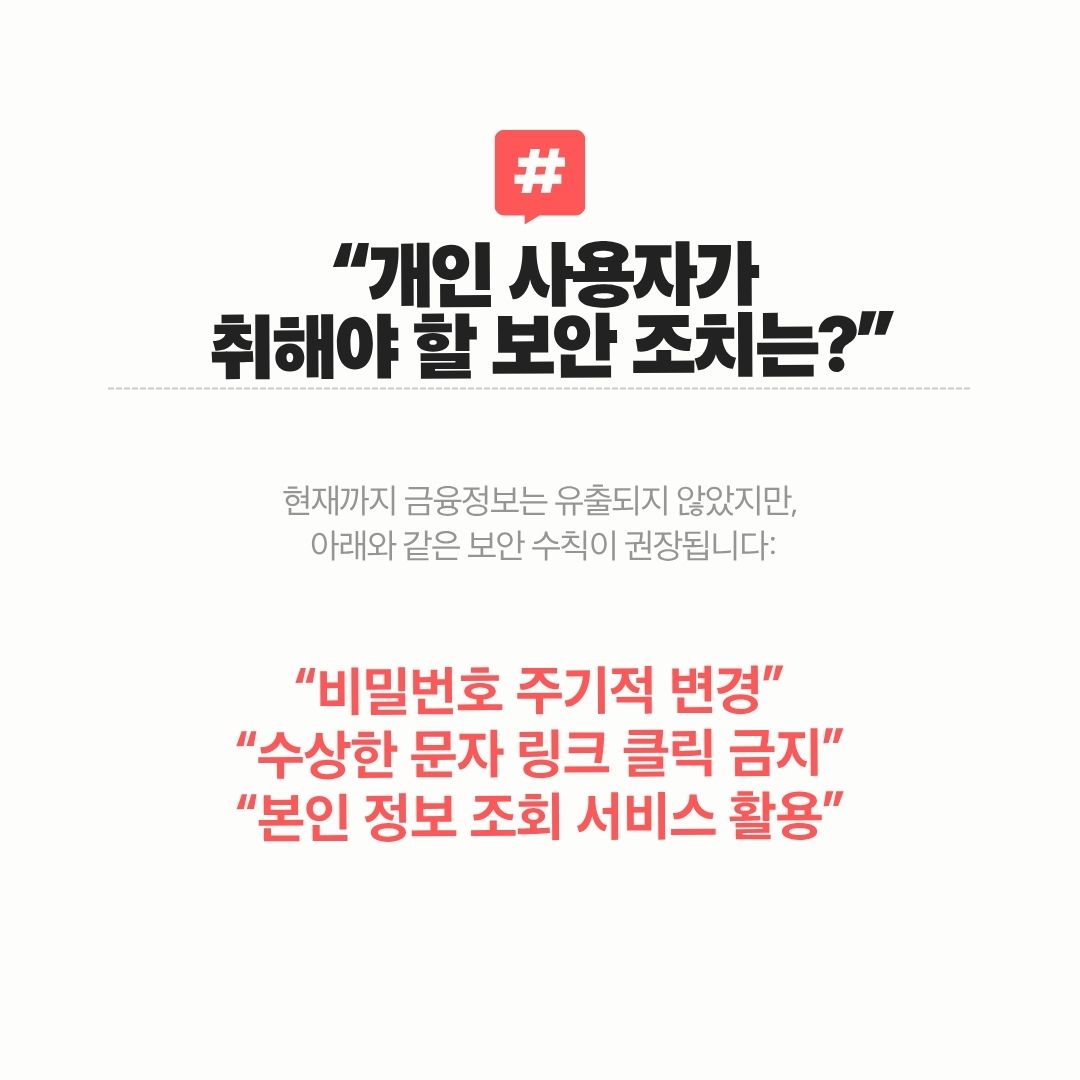 #
“개인 사용자가
취해야 할 보안 조치는?”
현재까지 금융정보는 유출되지 않았지만,
아래와 같은 보안 수칙이 권장됩니다:
“비밀번호 주기적 변경”
“수상한 문자 링크 클릭 금지”
“본인 정보 조회 서비스 활용”